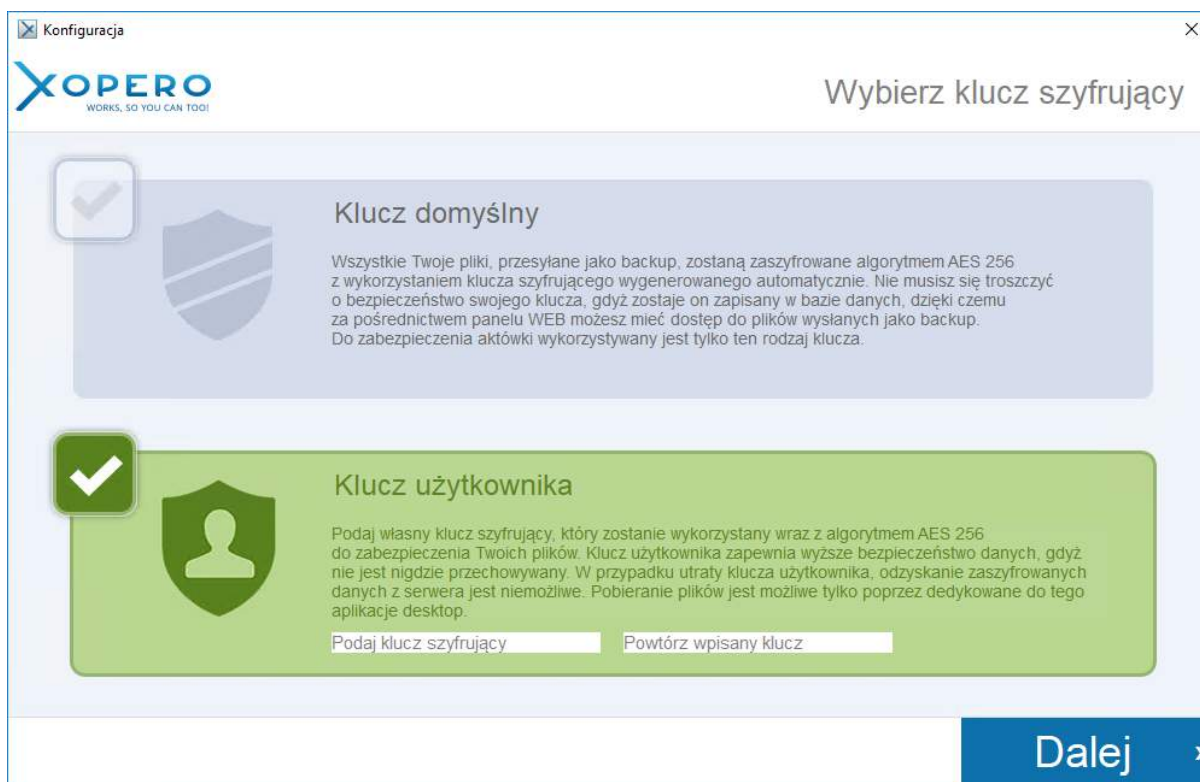 Konfiguracja
XOPERO
WORKS, SO YOU CAN TOO!
Wybierz klucz szyfrujący
Klucz domyślny
Wszystkie Twoje pliki, przesyłane jako backup, zostaną zaszyfrowane algorytmem AES 256
z wykorzystaniem klucza szyfrującego wygenerowanego automatycznie. Nie musisz się troszczyć
o bezpieczeństwo swojego klucza, gdyż zostaje on zapisany w bazie danych, dzięki czemu
za pośrednictwem panelu WEB możesz mieć dostęp do plików wysłanych jako backup.
Do zabezpieczenia aktówki wykorzystywany jest tylko ten rodzaj klucza.
Klucz użytkownika
Podaj własny klucz szyfrujący, który zostanie wykorzystany wraz z algorytmem AES 256
do zabezpieczenia Twoich plików. Klucz użytkownika zapewnia wyższe bezpieczeństwo danych, gdyż
nie jest nigdzie przechowywany. W przypadku utraty klucza użytkownika, odzyskanie zaszyfrowanych
danych z serwera jest niemożliwe. Pobieranie plików jest możliwe tylko poprzez dedykowane do tego
aplikacje desktop.
Podaj klucz szyfrujący
Powtórz wpisany klucz
Dalej